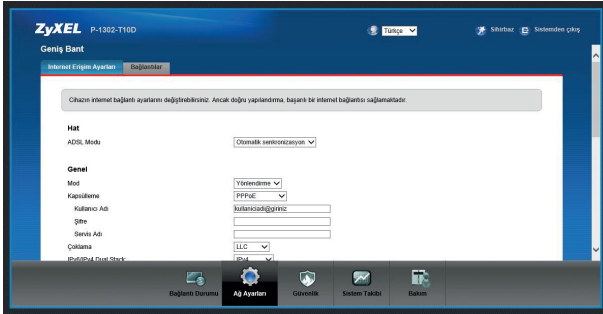 ZyXEL P-1302-T10D Türkçe Sihirbaz Sistemden çıkış
Geniş Bant
Internet Erişim Ayarları Bağlantılar
Cihazın internet bağlantı ayarlarını değiştirebilirsiniz. Ancak doğru yapılandırma, başarılı bir internet bağlantısı sağlamaktadır.
Hat
ADSL Modu Otomatik senkronizasyon
Genel
Mod Yönlendirme
Kapsülleme PPPoE
Kullanıcı Adı kullaniciadi@giriniz
Şifre
Servis Adı
Çoklama LLC
IPv6/IPv4 Dual Stack: IPv4
Bağlantı Durumu Ağ Ayarları Güvenlik Sistem Takibi Bakım